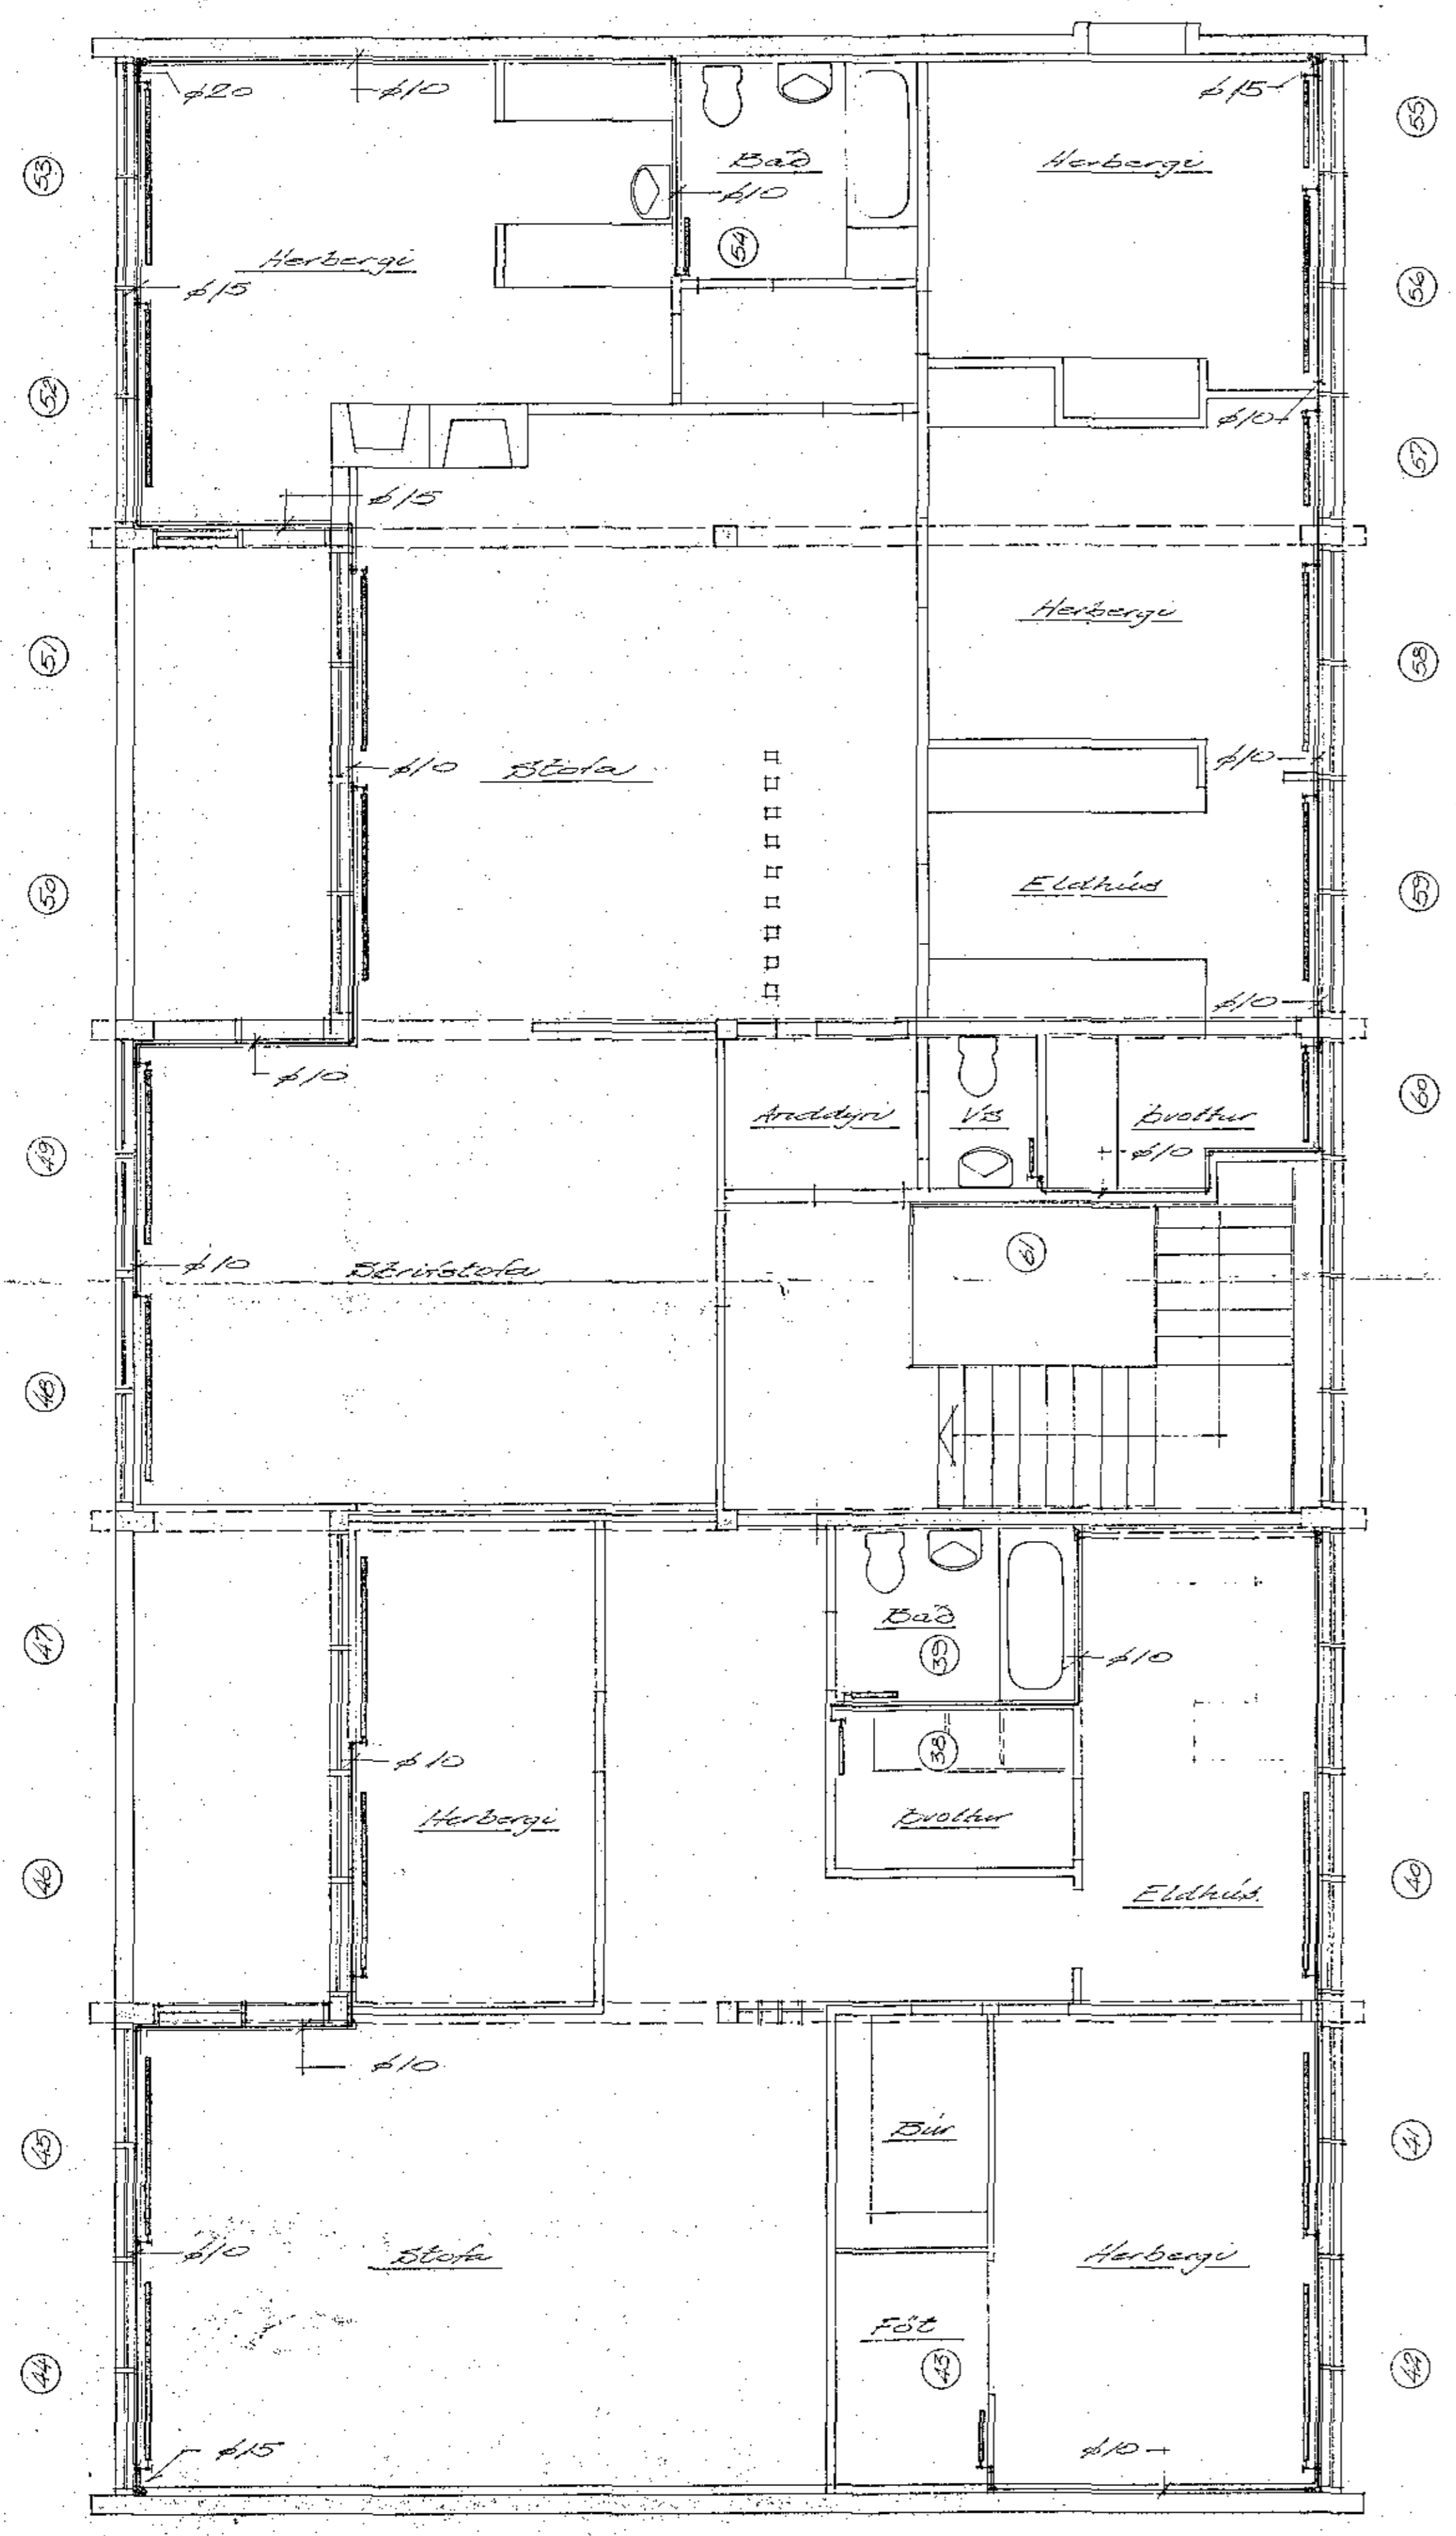 ø20
ø10
ø15
55
53
Bað
Herbergi
ø10
54
Herbergi
ø15
56
52
ø10
57
ø15
Herbergi
51
58
ø10
Stofa
ø10
50
Eldhús
59
ø10
ø10
Anddyri
VS
Þvottur
60
49
ø10
61
ø10
Skrifstofa
48
47
Bað
39
ø10
38
ø10
Herbergi
Þvottur
46
Eldhús
40
ø10
45
Búr
41
ø10
Stofa
Herbergi
Föt
44
43
42
ø15
ø10